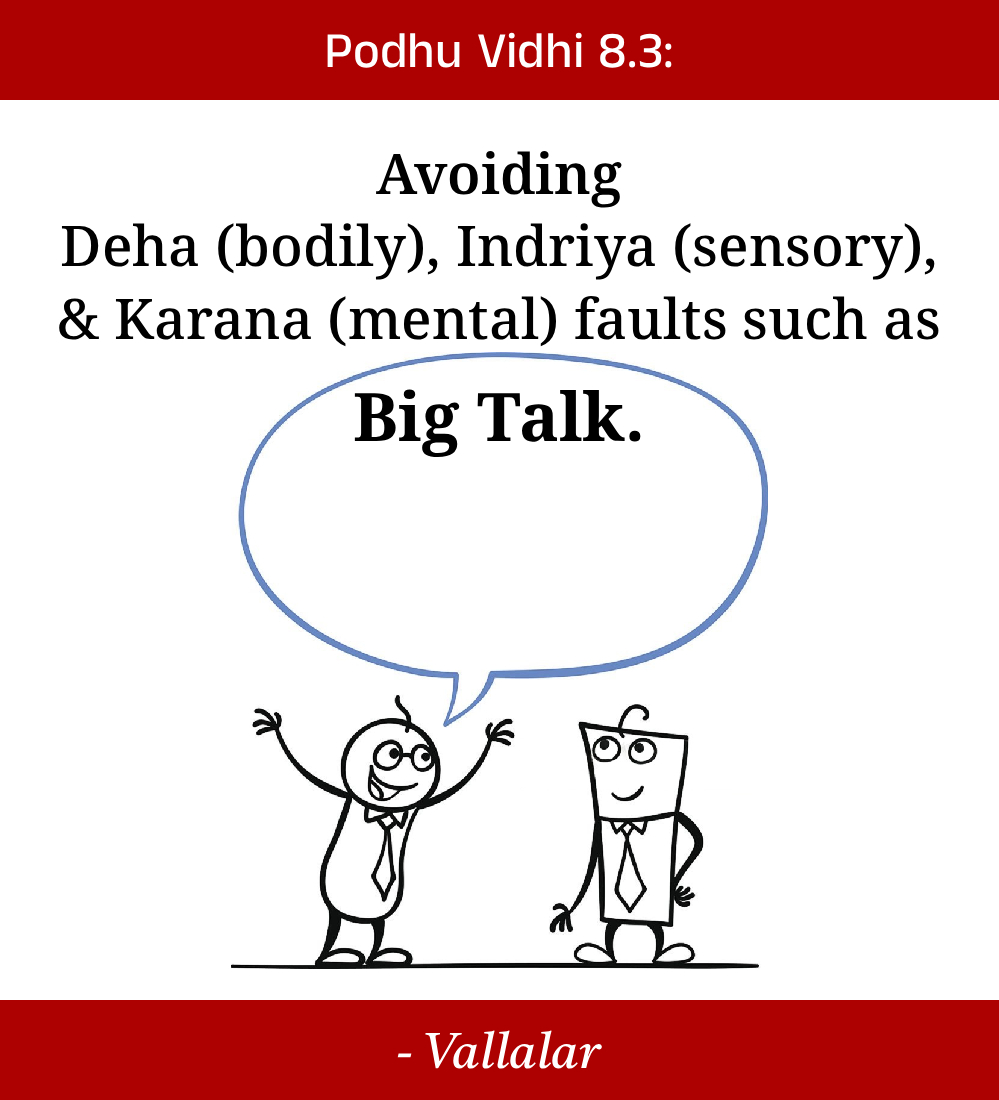 Podhu Vidhi 8.3:
Avoiding
Deha (bodily), Indriya (sensory),
& Karana (mental) faults such as
Big Talk.
- Vallalar